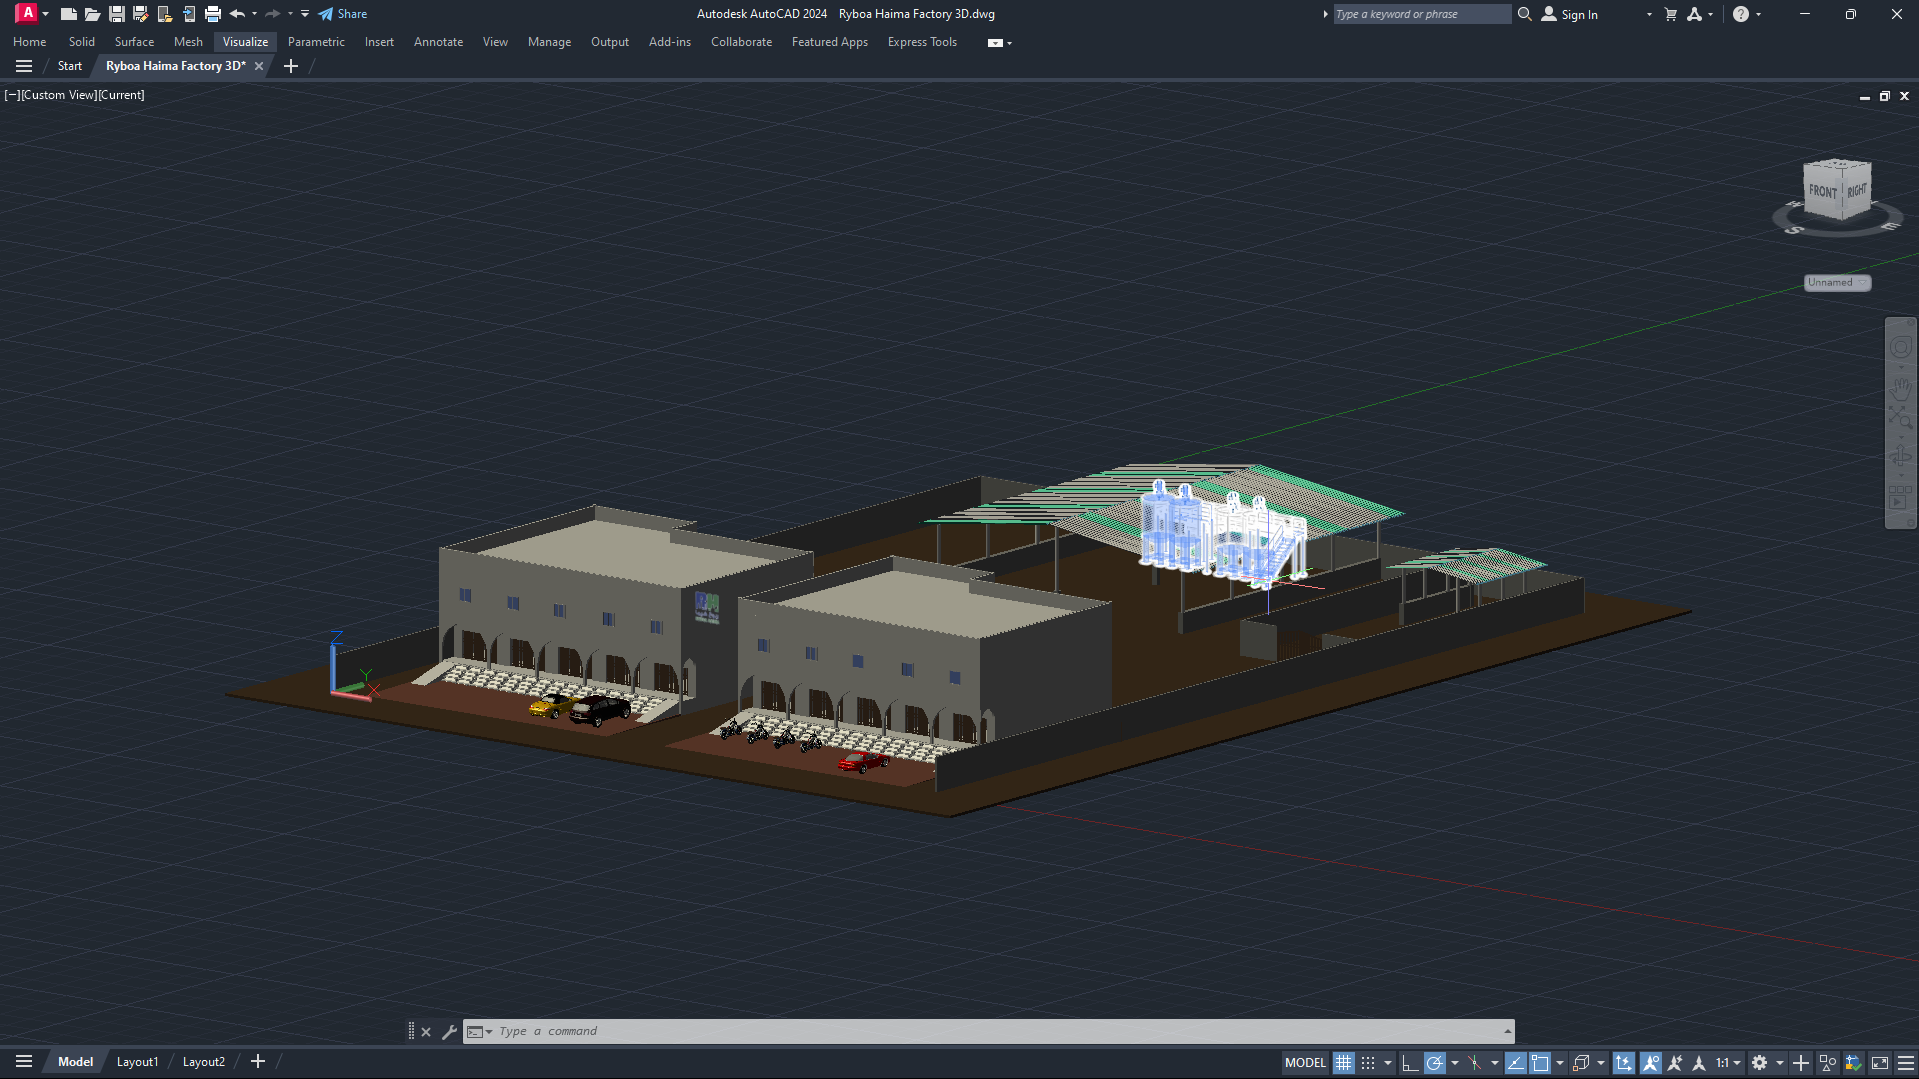 A
Share
Autodesk AutoCAD 2024 Ryboa Haima Factory 3D.dwg
Type a keyword or phrase
Sign In
Home Solid Surface Mesh Visualize Parametric Insert Annotate View Manage Output Add-ins Collaborate Featured Apps Express Tools
Start Ryboa Haima Factory 3D*
[−][Custom View][Current]
FRONT RIGHT
S E
Unnamed
Z
Y
X
Type a command
Model Layout1 Layout2
MODEL 1:1